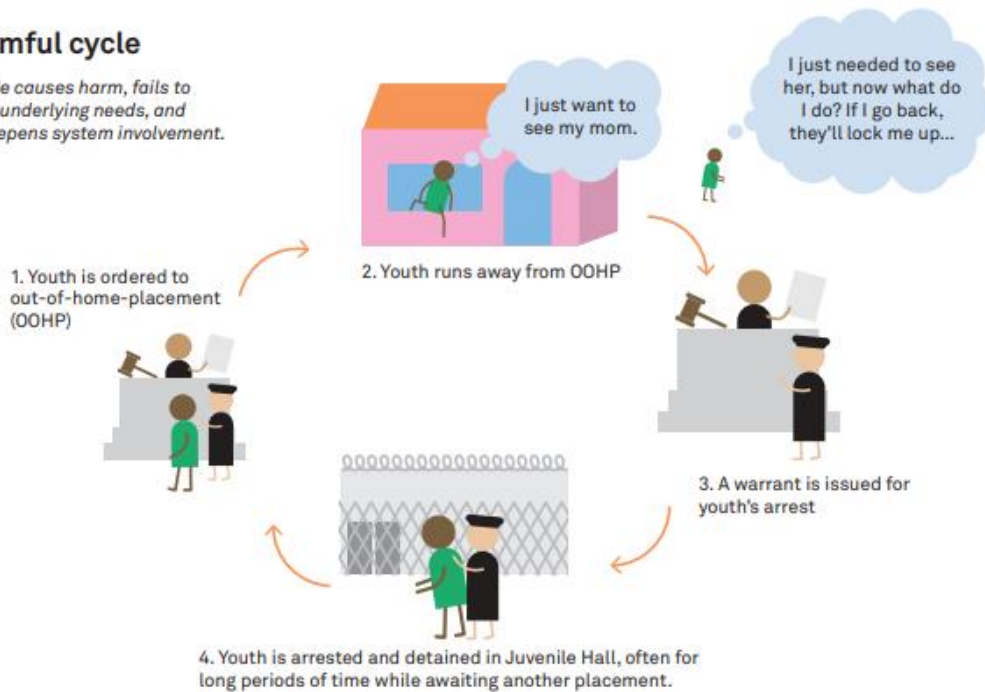 mful cycle
e causes harm, fails to
underlying needs, and
epens system involvement.
I just want to
see my mom.
I just needed to see
her, but now what do
I do? If I go back,
they'll lock me up...
1. Youth is ordered to
out-of-home-placement
(OOHP)
2. Youth runs away from OOHP
3. A warrant is issued for
youth's arrest
4. Youth is arrested and detained in Juvenile Hall, often for
long periods of time while awaiting another placement.